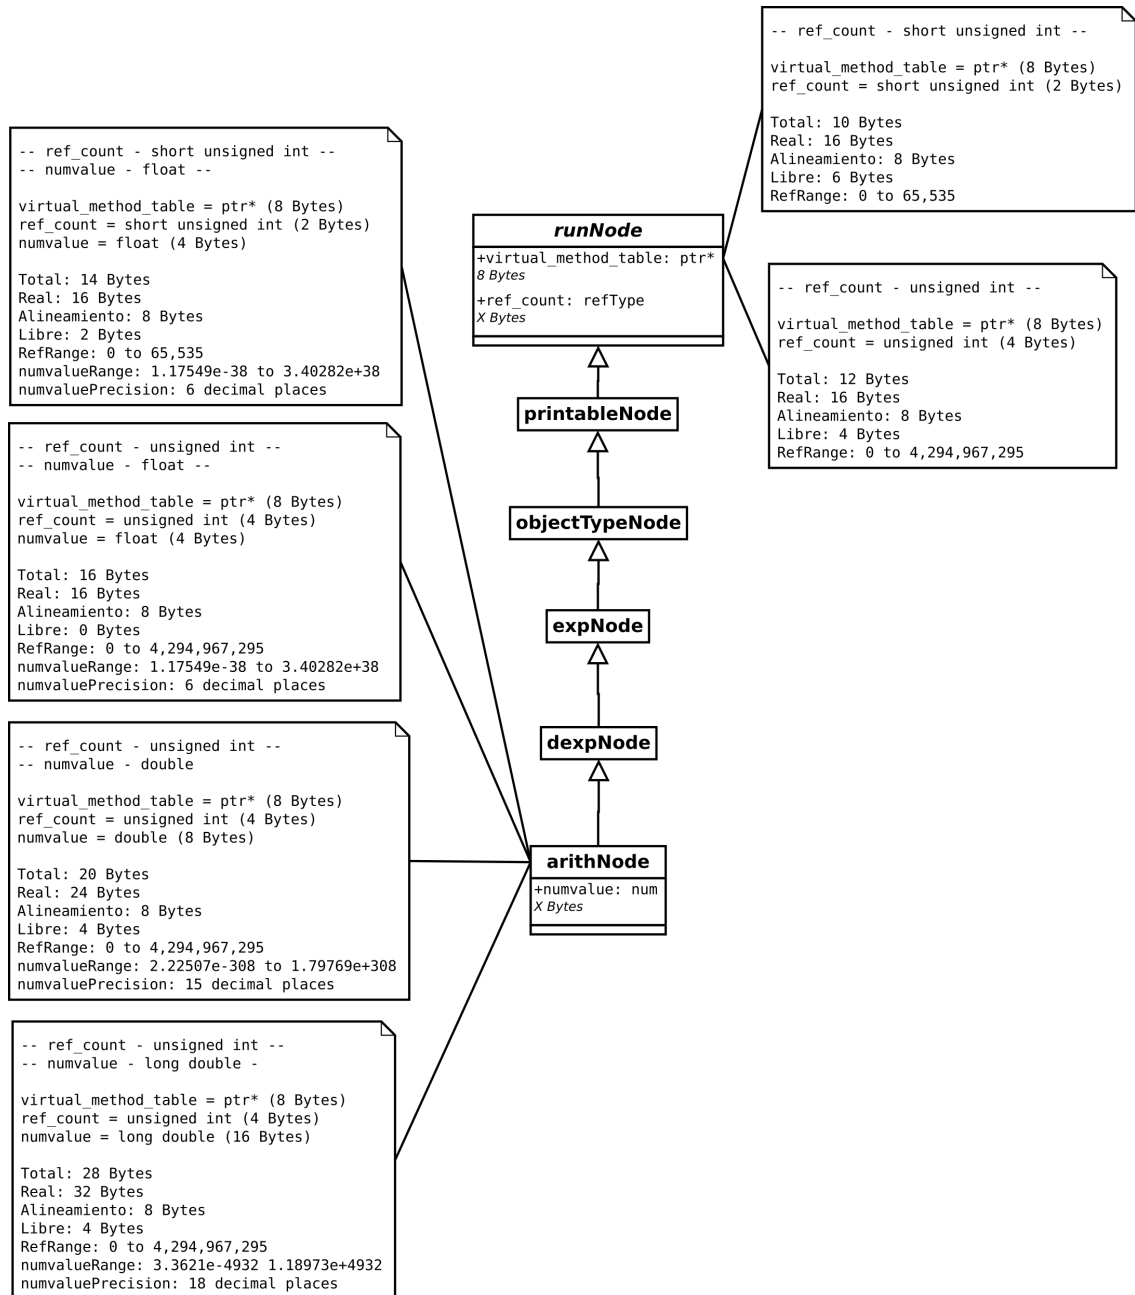 -- ref_count - short unsigned int --
virtual_method_table = ptr* (8 Bytes)
ref_count = short unsigned int (2 Bytes)
Total: 10 Bytes
Real: 16 Bytes
Alineamiento: 8 Bytes
Libre: 6 Bytes
RefRange: 0 to 65,535
-- ref_count - short unsigned int --
-- numvalue - float --
virtual_method_table = ptr* (8 Bytes)
ref_count = short unsigned int (2 Bytes)
numvalue = float (4 Bytes)
Total: 14 Bytes
Real: 16 Bytes
Alineamiento: 8 Bytes
Libre: 2 Bytes
RefRange: 0 to 65,535
numvalueRange: 1.17549e-38 to 3.40282e+38
numvaluePrecision: 6 decimal places
runNode
+virtual_method_table: ptr*
8 Bytes
+ref_count: refType
X Bytes
-- ref_count - unsigned int --
virtual_method_table = ptr* (8 Bytes)
ref_count = unsigned int (4 Bytes)
Total: 12 Bytes
Real: 16 Bytes
Alineamiento: 8 Bytes
Libre: 4 Bytes
RefRange: 0 to 4,294,967,295
printableNode
-- ref_count - unsigned int --
-- numvalue - float --
virtual_method_table = ptr* (8 Bytes)
ref_count = unsigned int (4 Bytes)
numvalue = float (4 Bytes)
Total: 16 Bytes
Real: 16 Bytes
Alineamiento: 8 Bytes
Libre: 0 Bytes
RefRange: 0 to 4,294,967,295
numvalueRange: 1.17549e-38 to 3.40282e+38
numvaluePrecision: 6 decimal places
objectTypeNode
expNode
dexpNode
-- ref_count - unsigned int --
-- numvalue - double
virtual_method_table = ptr* (8 Bytes)
ref_count = unsigned int (4 Bytes)
numvalue = double (8 Bytes)
Total: 20 Bytes
Real: 24 Bytes
Alineamiento: 8 Bytes
Libre: 4 Bytes
RefRange: 0 to 4,294,967,295
numvalueRange: 2.22507e-308 to 1.79769e+308
numvaluePrecision: 15 decimal places
arithNode
+numvalue: num
X Bytes
-- ref_count - unsigned int --
-- numvalue - long double -
virtual_method_table = ptr* (8 Bytes)
ref_count = unsigned int (4 Bytes)
numvalue = long double (16 Bytes)
Total: 28 Bytes
Real: 32 Bytes
Alineamiento: 8 Bytes
Libre: 4 Bytes
RefRange: 0 to 4,294,967,295
numvalueRange: 3.3621e-4932 1.18973e+4932
numvaluePrecision: 18 decimal places